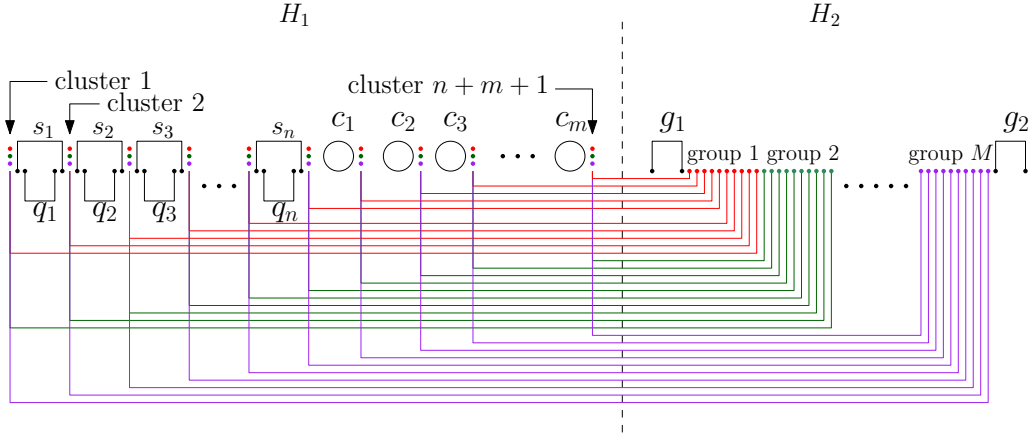 H₁ H₂
cluster 1
cluster 2
cluster n + m + 1
s₁ s₂ s₃ sₙ c₁ c₂ c₃ cₘ g₁ g₂
group 1 group 2 group M
q₁ q₂ q₃ qₙ